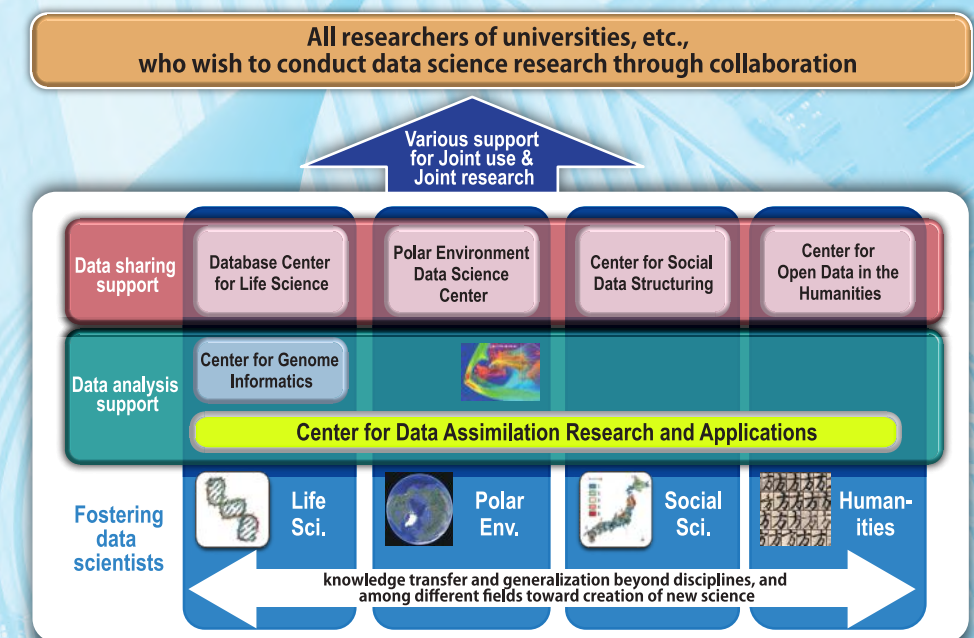 All researchers of universities, etc.,
who wish to conduct data science research through collaboration
Various support
for Joint use &
Joint research
Data sharing
support
Database Center
for Life Science
Polar Environment
Data Science
Center
Center for Social
Data Structuring
Center for
Open Data in the
Humanities
Data analysis
support
Center for Genome
Informatics
Center for Data Assimilation Research and Applications
Fostering
data
scientists
Life
Sci.
Polar
Env.
Social
Sci.
Human-
ities
knowledge transfer and generalization beyond disciplines, and
among different fields toward creation of new science